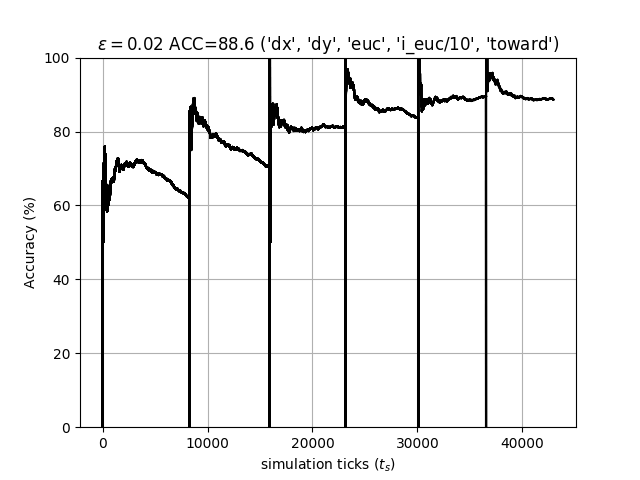 ε = 0.02 ACC=88.6 ('dx', 'dy', 'euc', 'i_euc/10', 'toward')
100
80
60
40
20
0
Accuracy (%)
0 10000 20000 30000 40000
simulation ticks (tₛ)